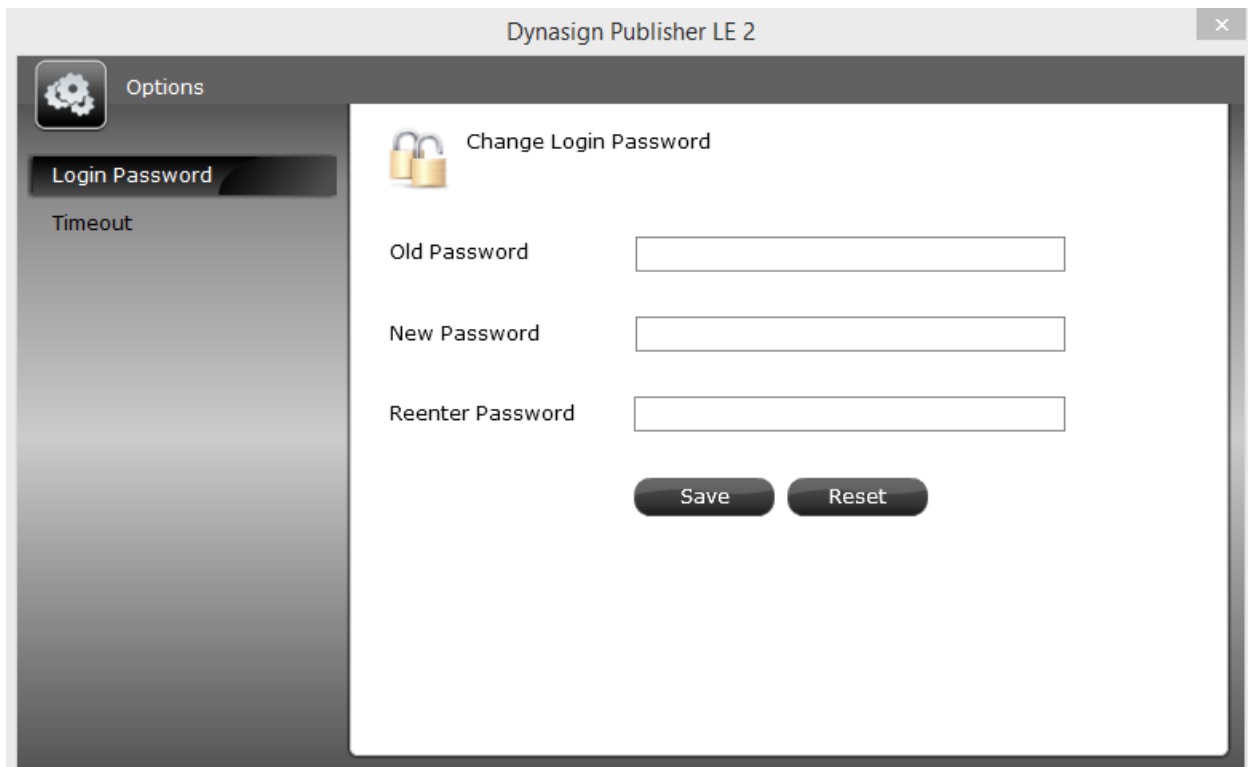 Dynasign Publisher LE 2
Options
Login Password
Timeout
Change Login Password
Old Password
New Password
Reenter Password
Save Reset